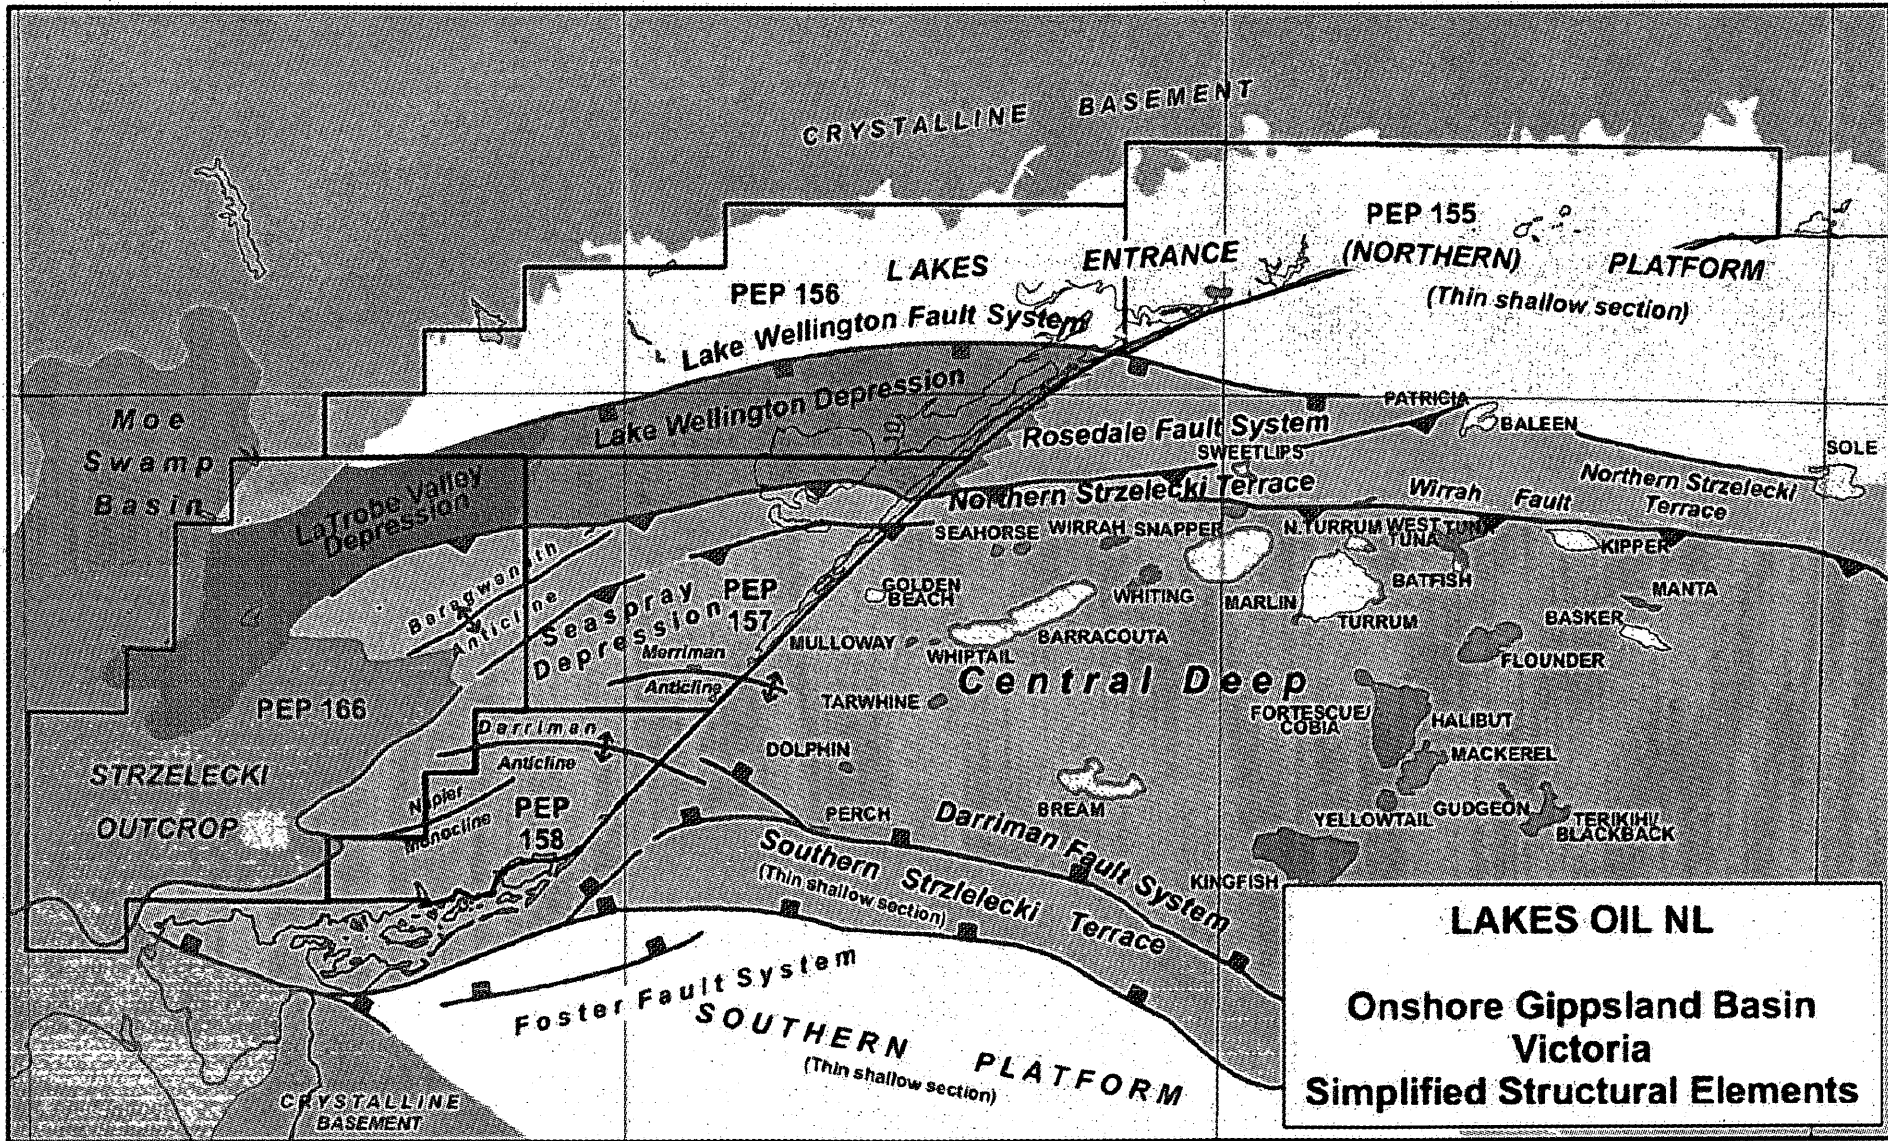 CRYSTALLINE BASEMENT
PEP 155
(NORTHERN)
PLATFORM
(Thin shallow section)
LAKES ENTRANCE
PEP 156
Lake Wellington Fault System
Lake Wellington Depression
Moe
Swamp
Basin
LaTrobe Valley
Depression
Rosedale Fault System
PATRICIA
BALEEN
SOLE
SWEETLIPS
Northern Strzelecki Terrace
Wirrah Fault
Northern Strzelecki
Terrace
SEAHORSE
WIRRAH
SNAPPER
N.TURRUM
WEST
TUNA
TUNA
KIPPER
Baragwanath
Anticline
Seaspray
Depression
PEP
157
GOLDEN
BEACH
WHITING
MARLIN
BATFISH
TURRUM
MANTA
BASKER
MULLOWAY
WHIPTAIL
BARRACOUTA
FLOUNDER
Merriman
Anticline
Central Deep
TARWHINE
FORTESCUE/
COBIA
HALIBUT
MACKEREL
PEP 166
Darriman
Anticline
DOLPHIN
STRZELECKI
OUTCROP
Napier
Monocline
PEP
158
PERCH
BREAM
YELLOWTAIL
GUDGEON
TERIKIHI/
BLACKBACK
KINGFISH
Darriman Fault System
Southern Strzlelecki Terrace
(Thin shallow section)
Foster Fault System
SOUTHERN PLATFORM
(Thin shallow section)
CRYSTALLINE
BASEMENT
LAKES OIL NL
Onshore Gippsland Basin
Victoria
Simplified Structural Elements